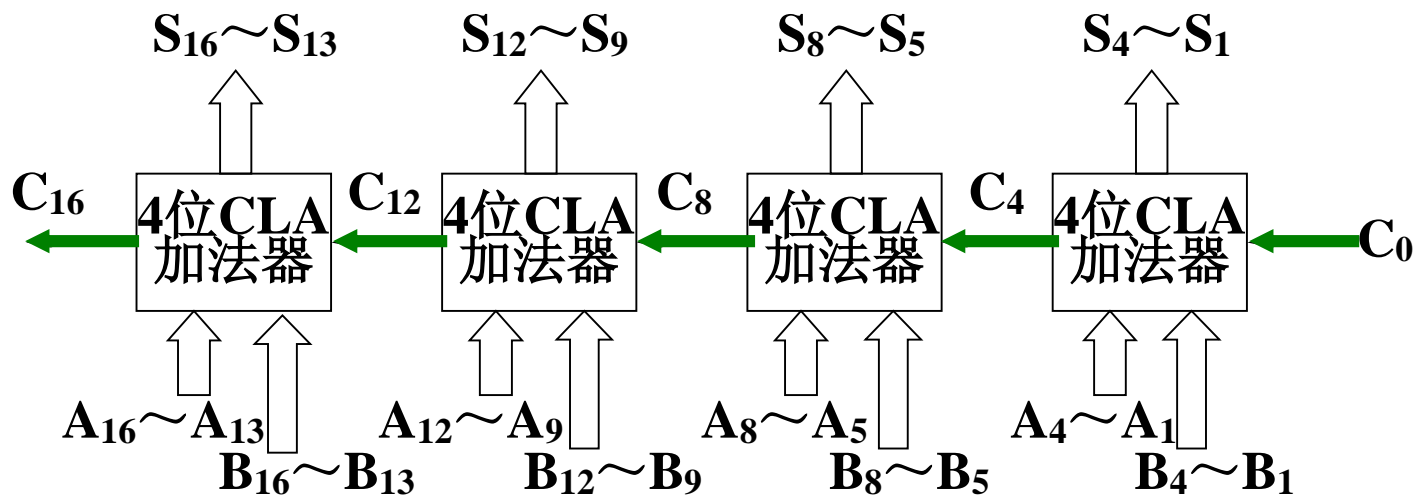 S₁₆～S₁₃ S₁₂～S₉ S₈～S₅ S₄～S₁
C₁₆ 4位CLA C₁₂ 4位CLA C₈ 4位CLA C₄ 4位CLA C₀
加法器 加法器 加法器 加法器
A₁₆～A₁₃ A₁₂～A₉ A₈～A₅ A₄～A₁
B₁₆～B₁₃ B₁₂～B₉ B₈～B₅ B₄～B₁